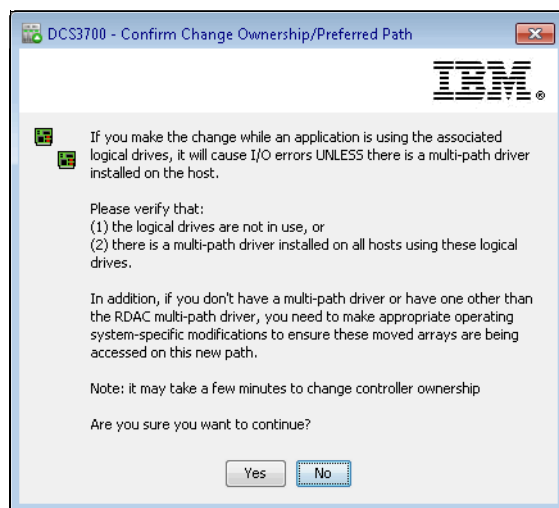 DCS3700 - Confirm Change Ownership/Preferred Path
IBM®
If you make the change while an application is using the associated
logical drives, it will cause I/O errors UNLESS there is a multi-path driver
installed on the host.
Please verify that:
(1) the logical drives are not in use, or
(2) there is a multi-path driver installed on all hosts using these logical
drives.
In addition, if you don't have a multi-path driver or have one other than
the RDAC multi-path driver, you need to make appropriate operating
system-specific modifications to ensure these moved arrays are being
accessed on this new path.
Note: it may take a few minutes to change controller ownership
Are you sure you want to continue?
Yes No